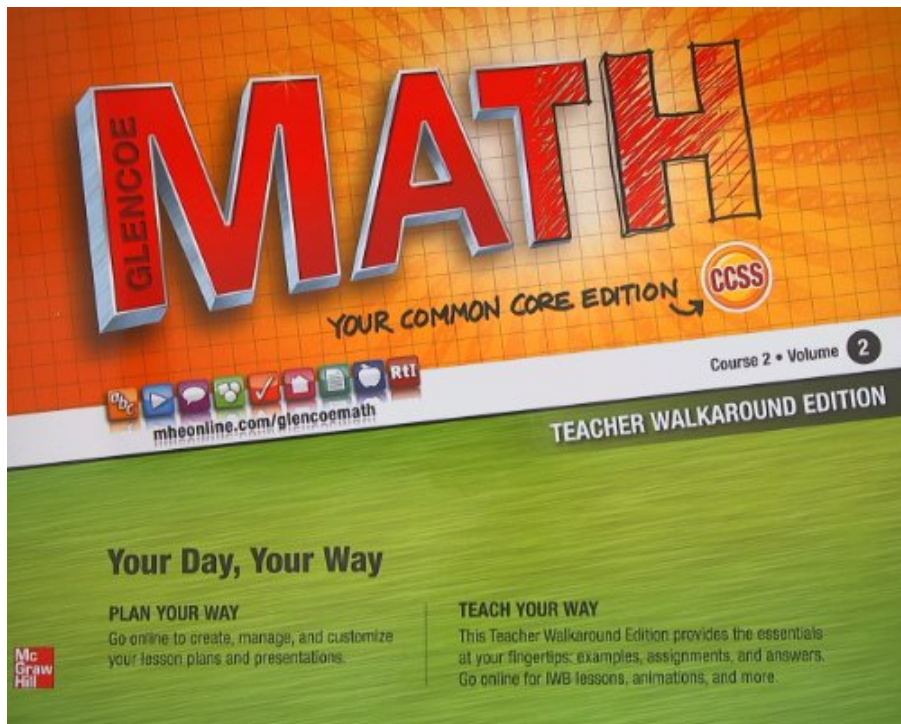 GLENCOE
MATH
YOUR COMMON CORE EDITION
CCSS
Course 2 • Volume 2
abc
RtI
mheonline.com/glencoemath
TEACHER WALKAROUND EDITION
Your Day, Your Way
PLAN YOUR WAY
Go online to create, manage, and customize
your lesson plans and presentations.
TEACH YOUR WAY
This Teacher Walkaround Edition provides the essentials
at your fingertips: examples, assignments, and answers.
Go online for IWB lessons, animations, and more.
Mc
Graw
Hill